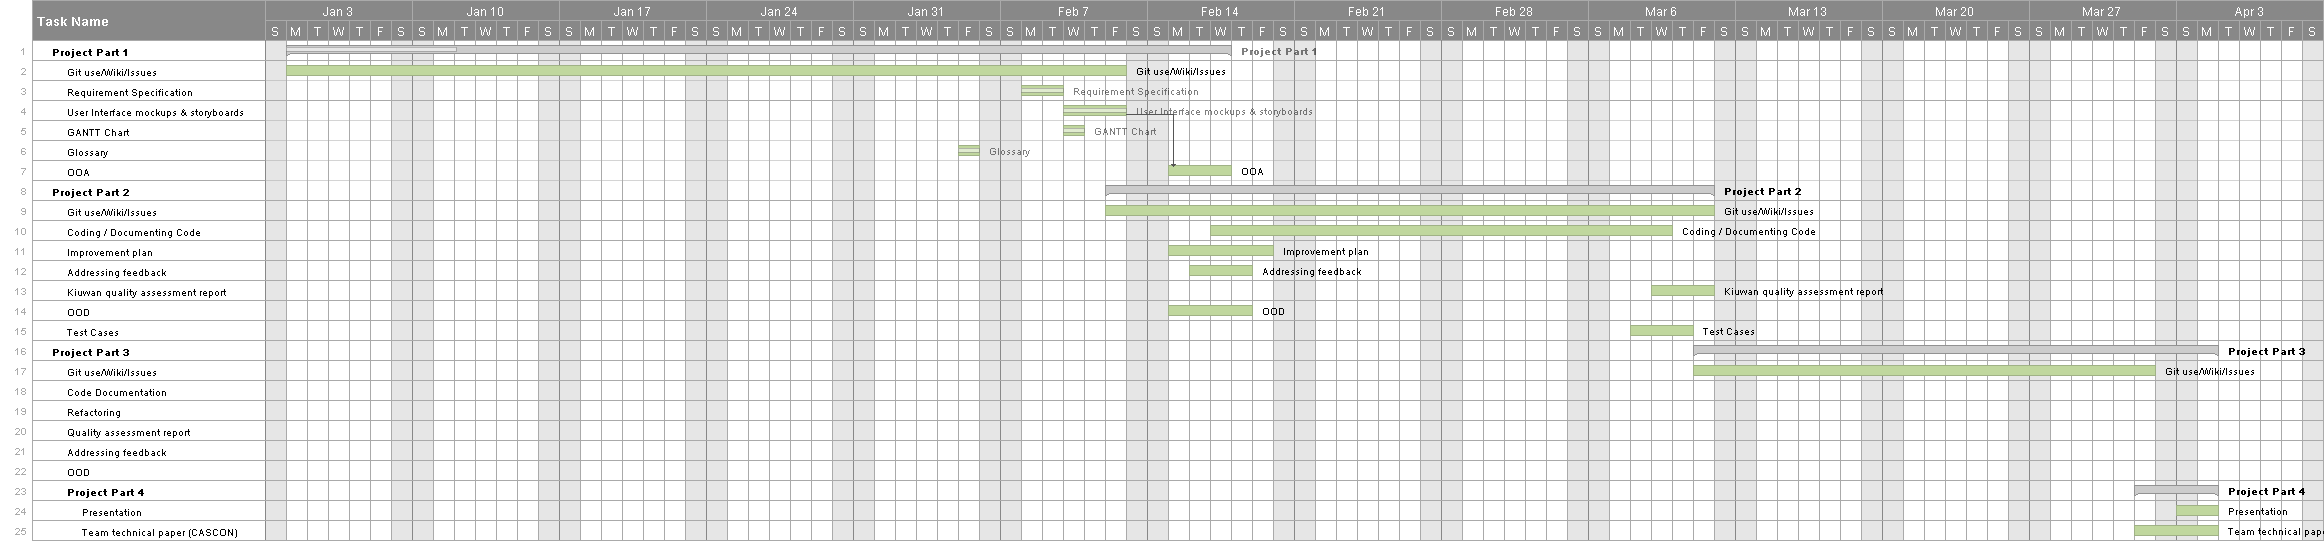 Task Name
Jan 3 Jan 10 Jan 17 Jan 24 Jan 31 Feb 7 Feb 14 Feb 21 Feb 28 Mar 6 Mar 13 Mar 20 Mar 27 Apr 3
S M T W T F S S M T W T F S S M T W T F S S M T W T F S S M T W T F S S M T W T F S S M T W T F S S M T W T F S S M T W T F S S M T W T F S S M T W T F S S M T W T F S S M T W T F S S M T W T F S
1 Project Part 1 Project Part 1
2 Git use/Wiki/Issues Git use/Wiki/Issues
3 Requirement Specification Requirement Specification
4 User Interface mockups & storyboards User Interface mockups & storyboards
5 GANTT Chart GANTT Chart
6 Glossary Glossary
7 OOA OOA
8 Project Part 2 Project Part 2
9 Git use/Wiki/Issues Git use/Wiki/Issues
10 Coding / Documenting Code Coding / Documenting Code
11 Improvement plan Improvement plan
12 Addressing feedback Addressing feedback
13 Kiuwan quality assessment report Kiuwan quality assessment report
14 OOD OOD
15 Test Cases Test Cases
16 Project Part 3 Project Part 3
17 Git use/Wiki/Issues Git use/Wiki/Issues
18 Code Documentation
19 Refactoring
20 Quality assessment report
21 Addressing feedback
22 OOD
23 Project Part 4 Project Part 4
24 Presentation Presentation
25 Team technical paper (CASCON) Team technical pap